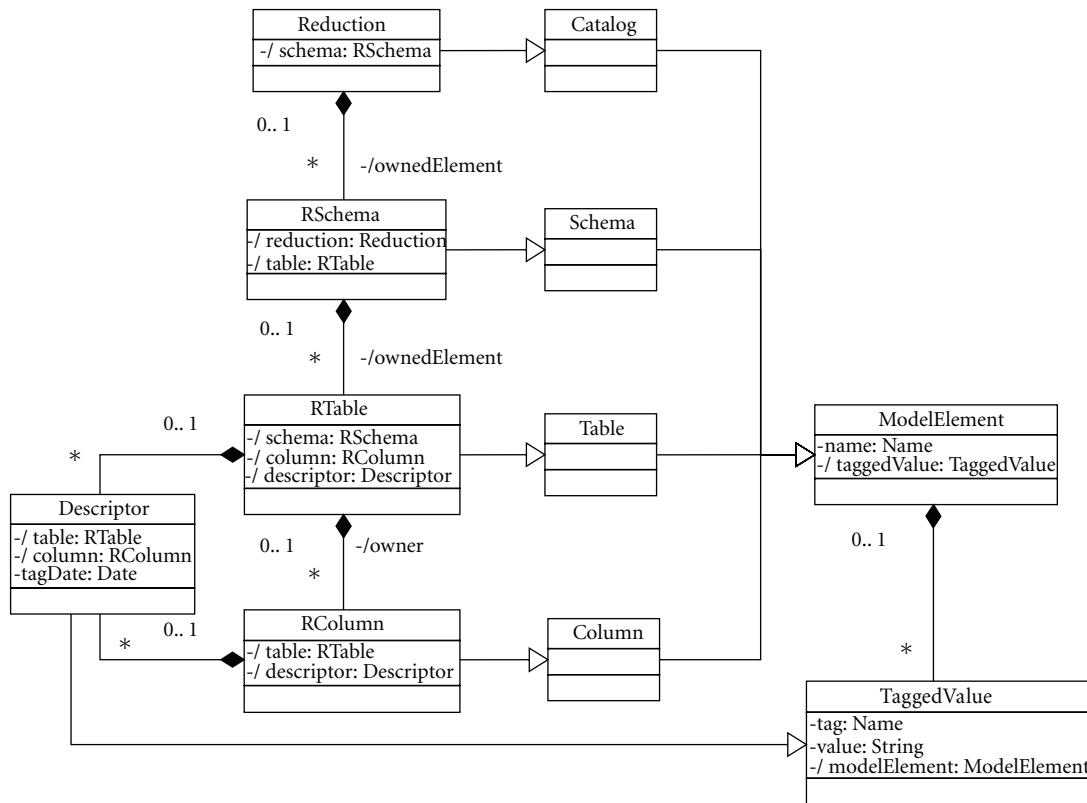 Reduction
-/ schema: RSchema
Catalog
0.. 1
*
-/ownedElement
RSchema
-/ reduction: Reduction
-/ table: RTable
Schema
0.. 1
*
-/ownedElement
RTable
-/ schema: RSchema
-/ column: RColumn
-/ descriptor: Descriptor
Table
ModelElement
-name: Name
-/ taggedValue: TaggedValue
0.. 1
*
Descriptor
-/ table: RTable
-/ column: RColumn
-tagDate: Date
0.. 1
-/owner
*
0.. 1
*
0.. 1
*
RColumn
-/ table: RTable
-/ descriptor: Descriptor
Column
TaggedValue
-tag: Name
-value: String
-/ modelElement: ModelElement